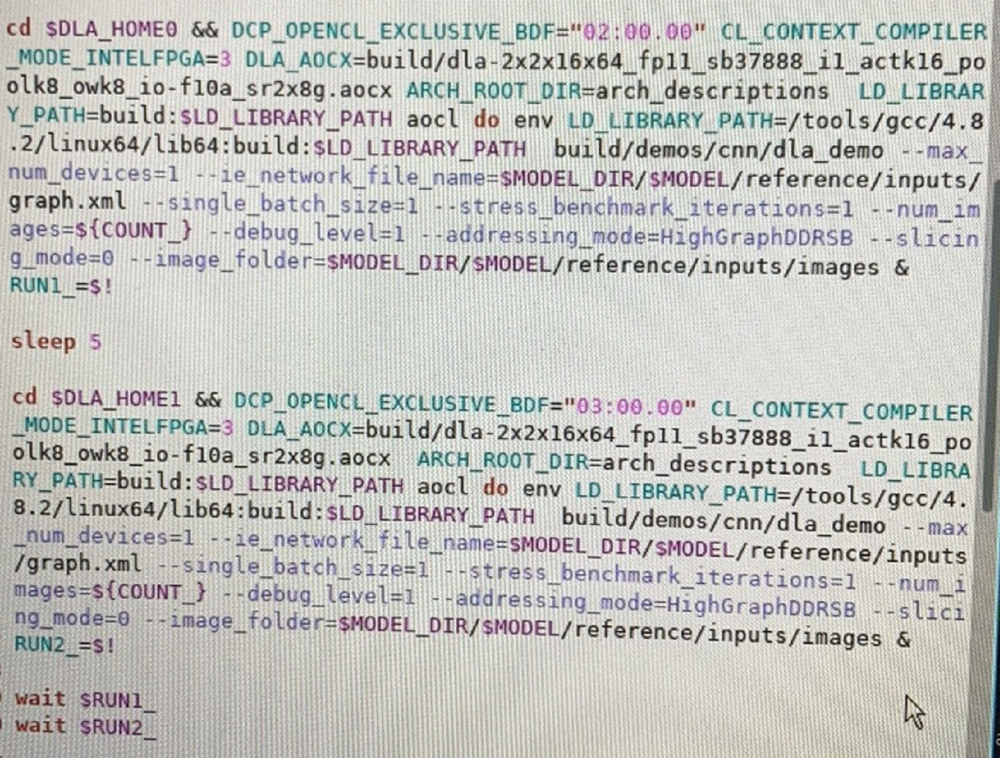 cd $DLA_HOME0 && DCP_OPENCL_EXCLUSIVE_BDF="02:00.00" CL_CONTEXT_COMPILER
_MODE_INTELFPGA=3 DLA_AOCX=build/dla-2x2x16x64_fp11_sb37888_i1_actk16_po
olk8_owk8_io-f10a_sr2x8g.aocx ARCH_ROOT_DIR=arch_descriptions  LD_LIBRAR
Y_PATH=build:$LD_LIBRARY_PATH aocl do env LD_LIBRARY_PATH=/tools/gcc/4.8
.2/linux64/lib64:build:$LD_LIBRARY_PATH  build/demos/cnn/dla_demo --max_
num_devices=1 --ie_network_file_name=$MODEL_DIR/$MODEL/reference/inputs/
graph.xml --single_batch_size=1 --stress_benchmark_iterations=1 --num_im
ages=${COUNT_} --debug_level=1 --addressing_mode=HighGraphDDRSB --slicin
g_mode=0 --image_folder=$MODEL_DIR/$MODEL/reference/inputs/images &
RUN1_=$!
sleep 5
cd $DLA_HOME1 && DCP_OPENCL_EXCLUSIVE_BDF="03:00.00" CL_CONTEXT_COMPILER
_MODE_INTELFPGA=3 DLA_AOCX=build/dla-2x2x16x64_fp11_sb37888_i1_actk16_po
olk8_owk8_io-f10a_sr2x8g.aocx  ARCH_ROOT_DIR=arch_descriptions  LD_LIBRA
RY_PATH=build:$LD_LIBRARY_PATH aocl do env LD_LIBRARY_PATH=/tools/gcc/4.
8.2/linux64/lib64:build:$LD_LIBRARY_PATH  build/demos/cnn/dla_demo --max
_num_devices=1 --ie_network_file_name=$MODEL_DIR/$MODEL/reference/inputs
/graph.xml --single_batch_size=1 --stress_benchmark_iterations=1 --num_i
mages=${COUNT_} --debug_level=1 --addressing_mode=HighGraphDDRSB --slici
ng_mode=0 --image_folder=$MODEL_DIR/$MODEL/reference/inputs/images &
RUN2_=$!
wait $RUN1_
wait $RUN2_